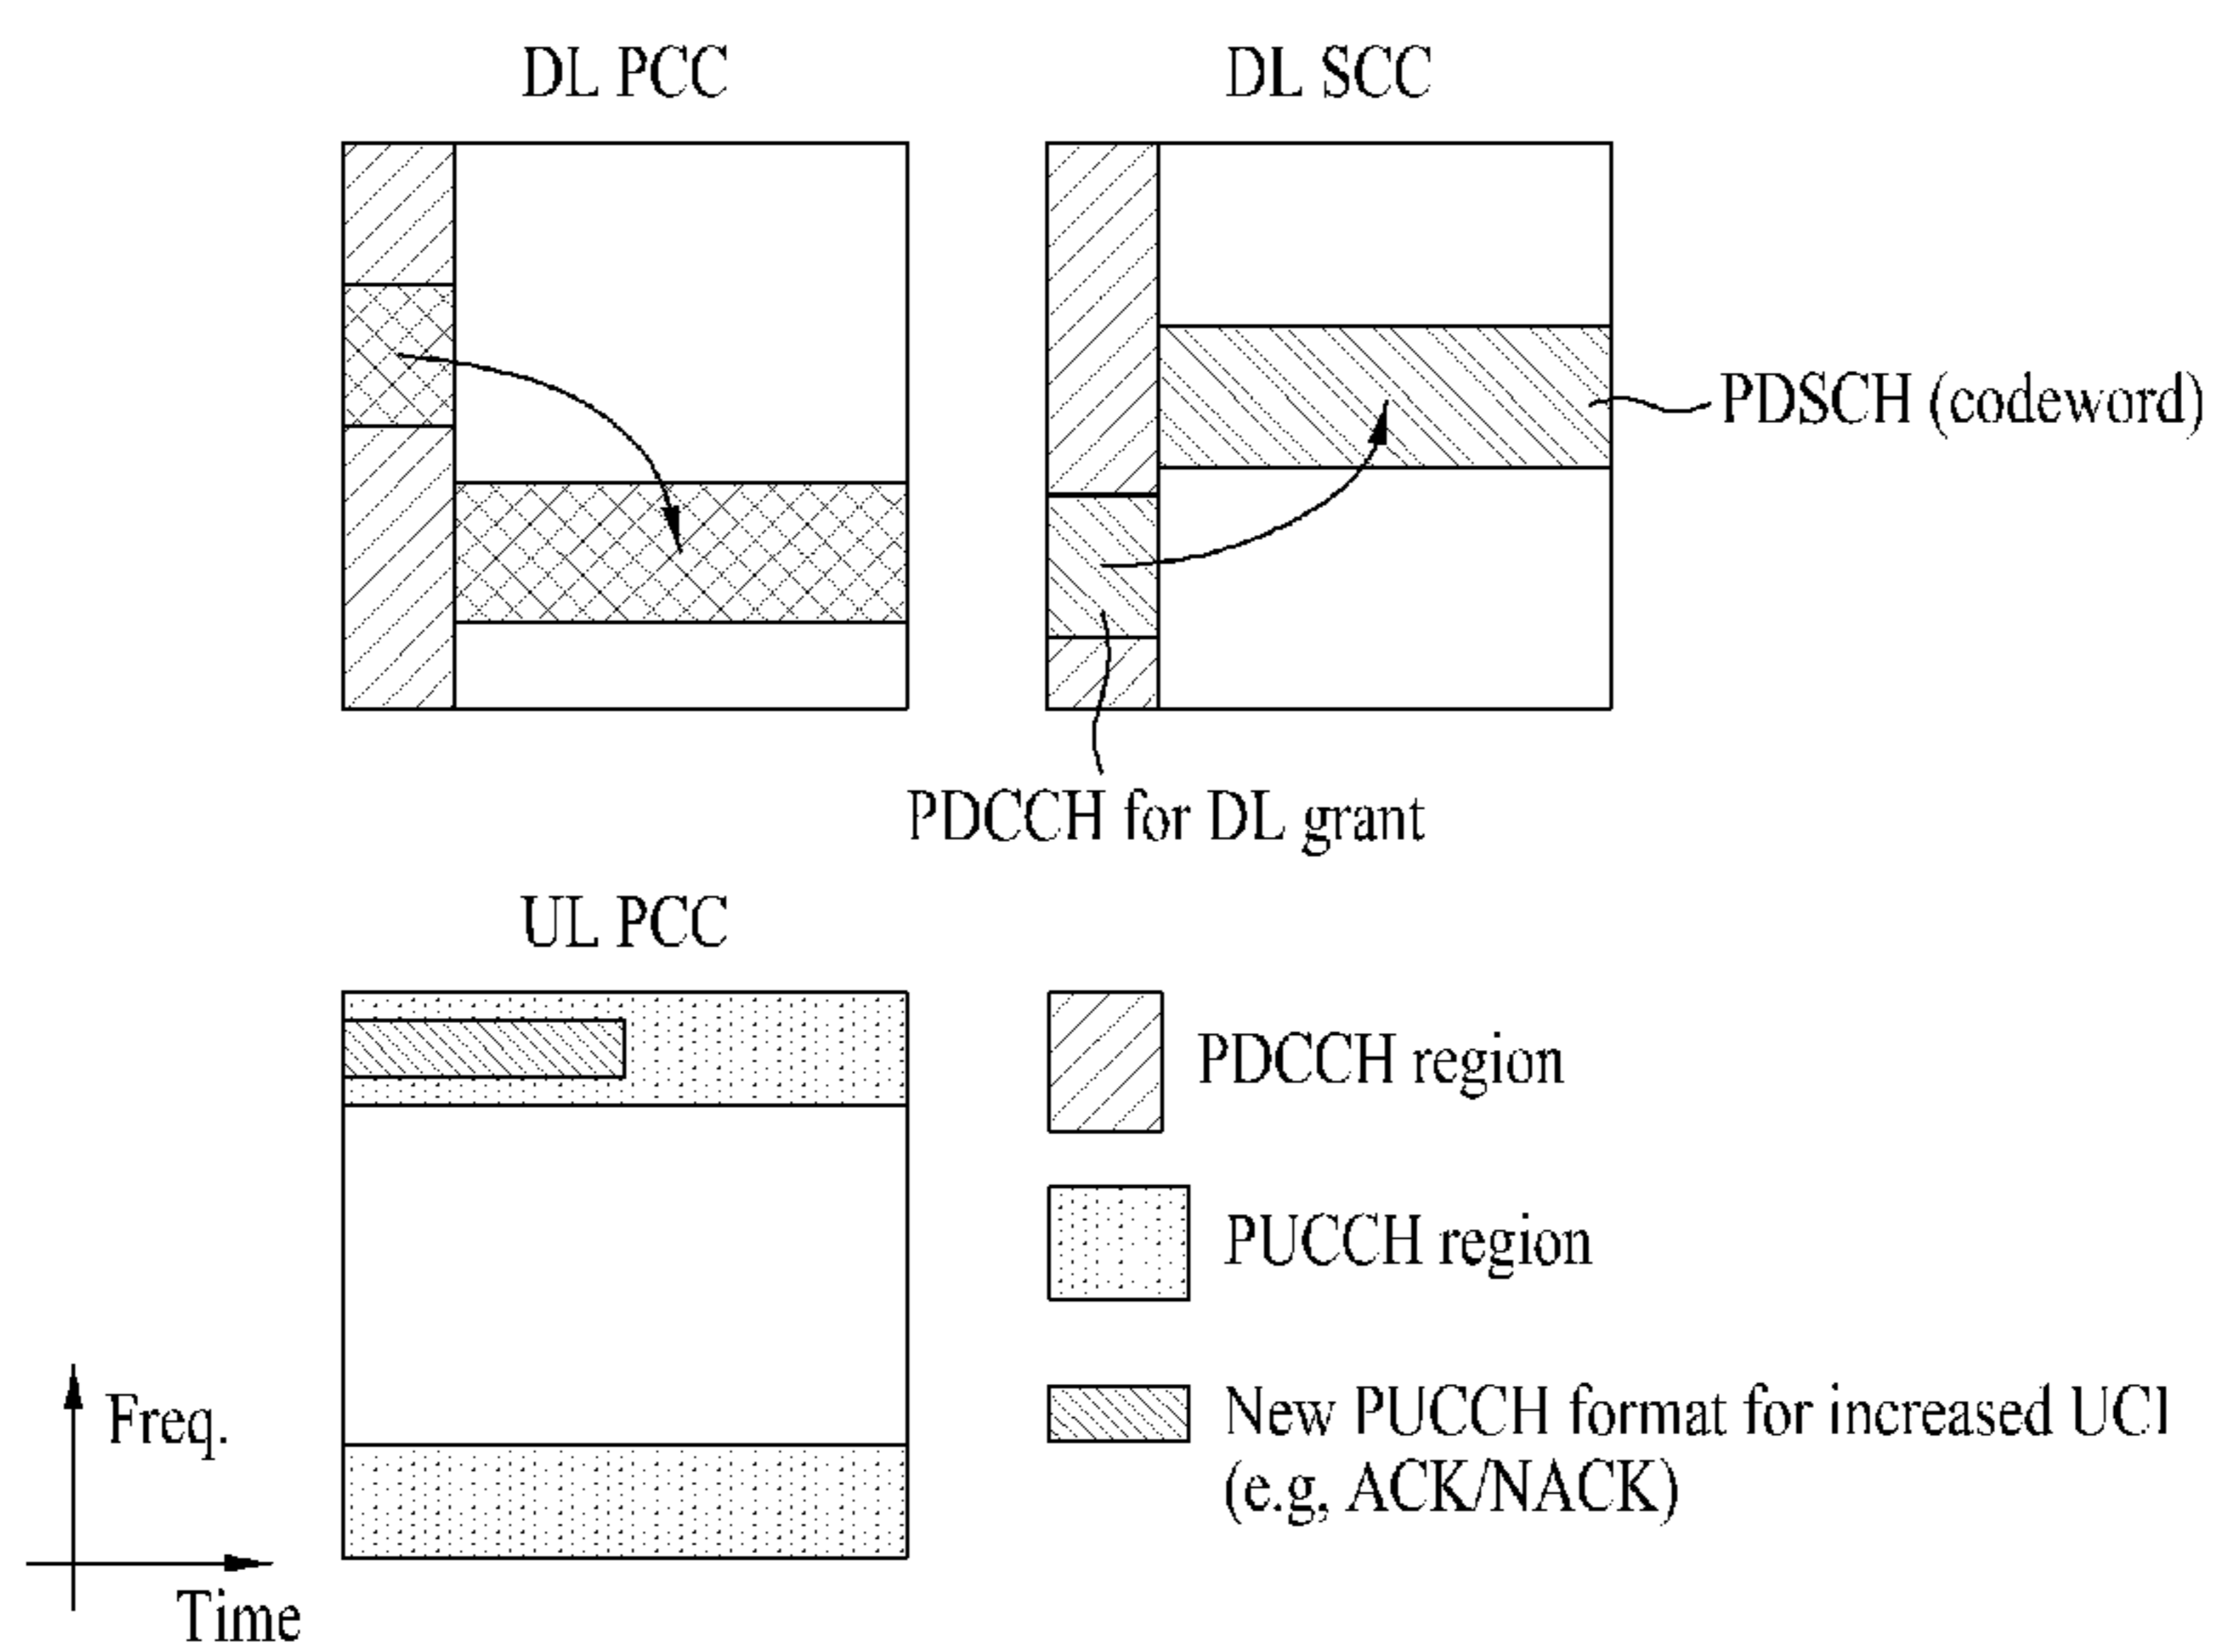 DL PCC
DL SCC
PDSCH (codeword)
PDCCH for DL grant
UL PCC
PDCCH region
PUCCH region
New PUCCH format for increased UCI
(e.g, ACK/NACK)
Freq.
Time